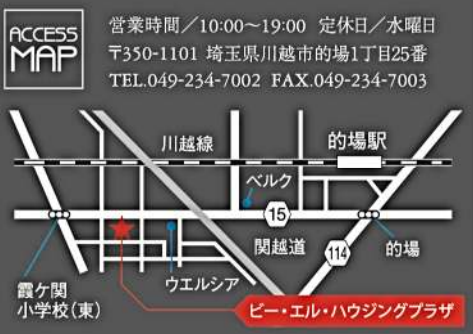 ACCESS
MAP
営業時間／10:00～19:00 定休日／水曜日
〒350-1101 埼玉県川越市的場1丁目25番
TEL.049-234-7002 FAX.049-234-7003
川越線
的場駅
ベルク
15
関越道
114
的場
ウエルシア
霞ケ関
小学校(東)
ビー・エル・ハウジングプラザ